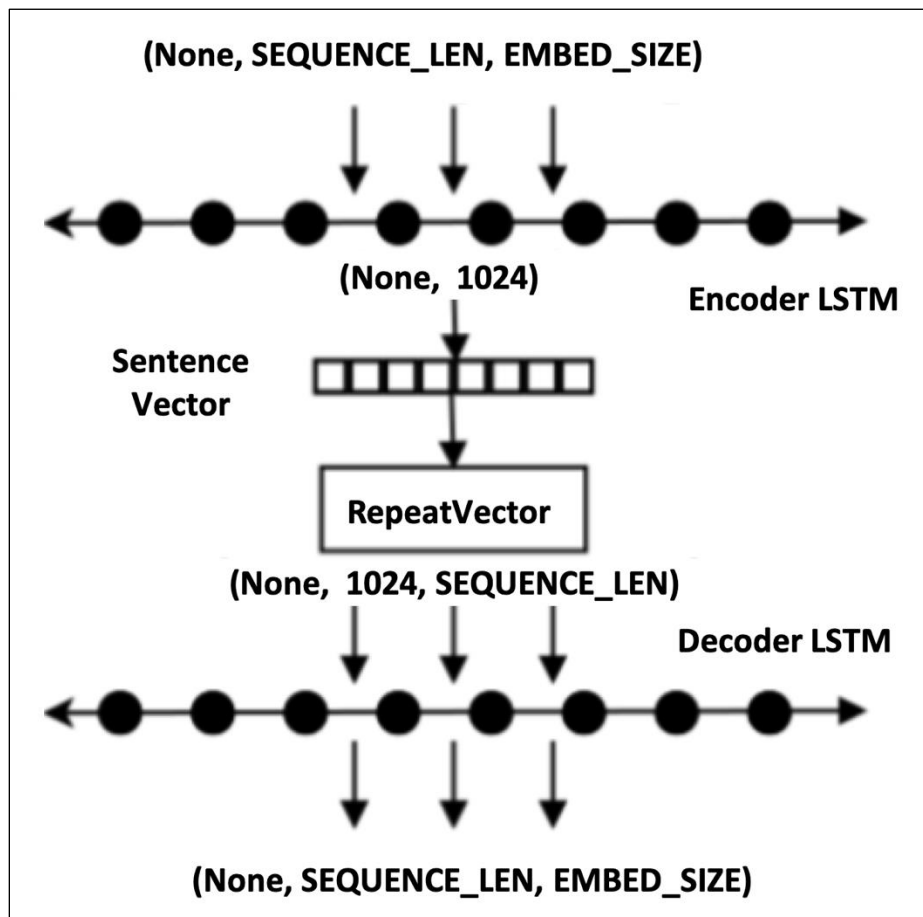 (None, SEQUENCE_LEN, EMBED_SIZE)
(None, 1024)
Encoder LSTM
Sentence
Vector
RepeatVector
(None, 1024, SEQUENCE_LEN)
Decoder LSTM
(None, SEQUENCE_LEN, EMBED_SIZE)